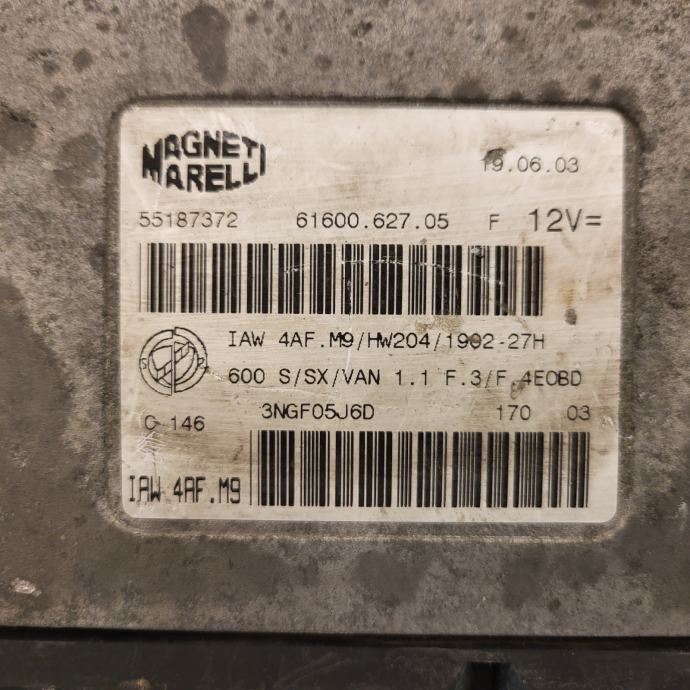 MAGNETI
MARELLI
19.06.03
55187372 61600.627.05 F 12V=
IAW 4AF.M9/HW204/1902-27H
600 S/SX/VAN 1.1 F.3/F.4EOBD
C 146 3NGF05J6D 170 03
IAW 4AF.M9